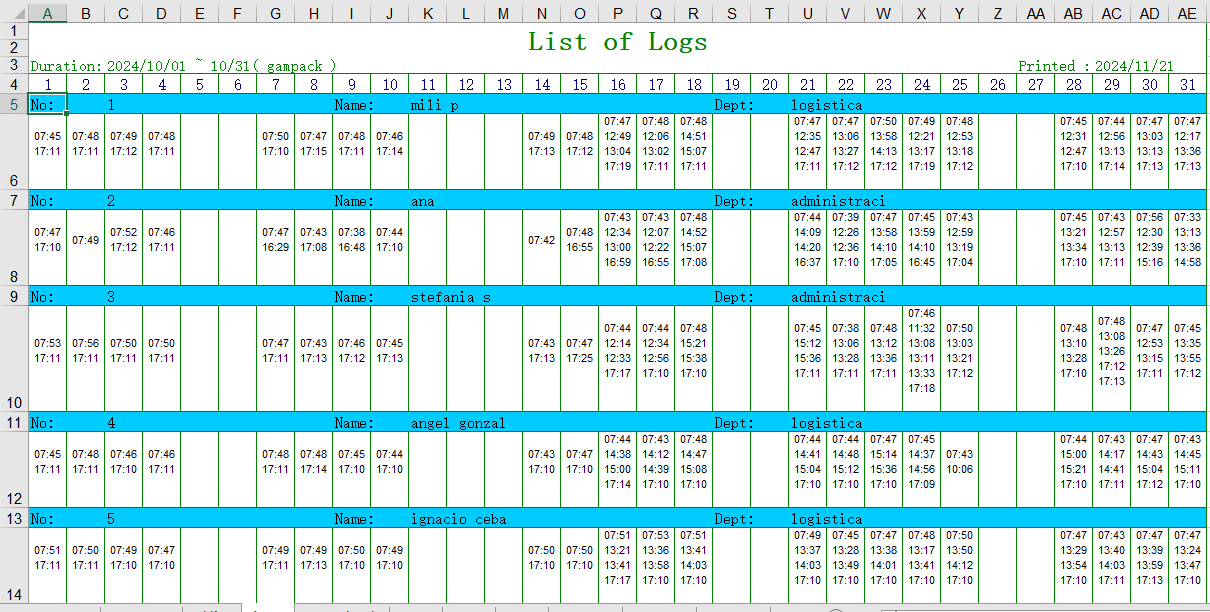 A B C D E F G H I J K L M N O P Q R S T U V W X Y Z AA AB AC AD AE
1 List of Logs
2
3 Duration: 2024/10/01 ~ 10/31( gampack ) Printed : 2024/11/21
4 1 2 3 4 5 6 7 8 9 10 11 12 13 14 15 16 17 18 19 20 21 22 23 24 25 26 27 28 29 30 31
5 No: 1 Name: mili p Dept: logistica
07:47 07:48 07:48 07:47 07:47 07:50 07:49 07:48 07:45 07:44 07:47 07:47
07:45 07:48 07:49 07:48 07:50 07:47 07:48 07:46 07:49 07:48 12:49 12:06 14:51 12:35 13:06 13:58 12:21 12:53 12:31 12:56 13:03 12:17
17:11 17:11 17:12 17:11 17:10 17:15 17:11 17:14 17:13 17:12 13:04 13:02 15:07 12:47 13:27 14:13 13:17 13:18 12:47 13:13 13:13 13:36
17:19 17:11 17:11 17:11 17:12 17:12 17:19 17:12 17:10 17:14 17:13 17:13
6
7 No: 2 Name: ana Dept: administraci
07:43 07:43 07:48 07:44 07:39 07:47 07:45 07:43 07:45 07:43 07:56 07:33
07:47 07:49 07:52 07:46 07:47 07:43 07:38 07:44 07:42 07:48 12:34 12:07 14:52 14:09 12:26 13:58 13:59 12:59 13:21 12:57 12:30 13:13
17:10 17:12 17:11 16:29 17:08 16:48 17:10 16:55 13:00 12:22 15:07 14:20 12:36 14:10 14:10 13:19 13:34 13:13 12:39 13:36
16:59 16:55 17:08 16:37 17:10 17:05 16:45 17:04 17:10 17:11 15:16 14:58
8
9 No: 3 Name: stefania s Dept: administraci
07:46
07:44 07:44 07:48 07:45 07:38 07:48 11:32 07:50 07:48 07:48 07:47 07:45
07:53 07:56 07:50 07:50 07:47 07:43 07:46 07:45 07:43 07:47 12:14 12:34 15:21 15:12 13:06 13:12 13:08 13:03 13:10 13:08 12:53 13:35
17:11 17:11 17:11 17:11 17:11 17:13 17:12 17:13 17:13 17:25 12:33 12:56 15:38 15:36 13:28 13:36 13:11 13:21 13:28 13:26 13:15 13:55
17:17 17:10 17:10 17:11 17:11 17:11 13:33 17:12 17:10 17:12 17:11 17:12
17:18 17:13
10
11 No: 4 Name: angel gonzal Dept: logistica
07:44 07:43 07:48 07:44 07:44 07:47 07:45 07:44 07:43 07:47 07:43
07:45 07:48 07:46 07:46 07:48 07:48 07:45 07:44 07:43 07:47 14:38 14:12 14:47 14:41 14:48 15:14 14:37 07:43 15:00 14:17 14:43 14:45
17:11 17:11 17:10 17:11 17:11 17:14 17:10 17:10 17:10 17:10 15:00 14:39 15:08 15:04 15:12 15:36 14:56 10:06 15:21 14:41 15:04 15:11
17:14 17:10 17:10 17:10 17:10 17:10 17:09 17:10 17:11 17:12 17:10
12
13 No: 5 Name: ignacio ceba Dept: logistica
07:51 07:53 07:51 07:49 07:45 07:47 07:48 07:50 07:47 07:43 07:47 07:47
07:51 07:50 07:49 07:47 07:49 07:49 07:50 07:49 07:50 07:50 13:21 13:36 13:41 13:37 13:28 13:38 13:17 13:50 13:29 13:40 13:39 13:24
17:11 17:11 17:10 17:10 17:11 17:13 17:10 17:10 17:10 17:10 13:41 13:58 14:03 14:03 13:49 14:01 13:41 14:12 13:54 14:03 13:59 13:47
17:17 17:10 17:10 17:10 17:10 17:10 17:10 17:10 17:10 17:11 17:13 17:10
14